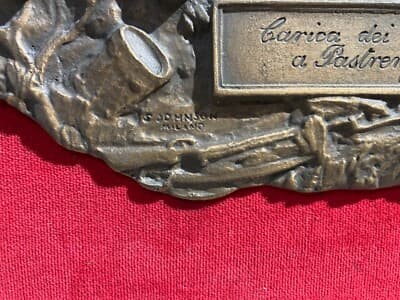 Carica dei
a Pastren
S. JOHNSON
MILANO